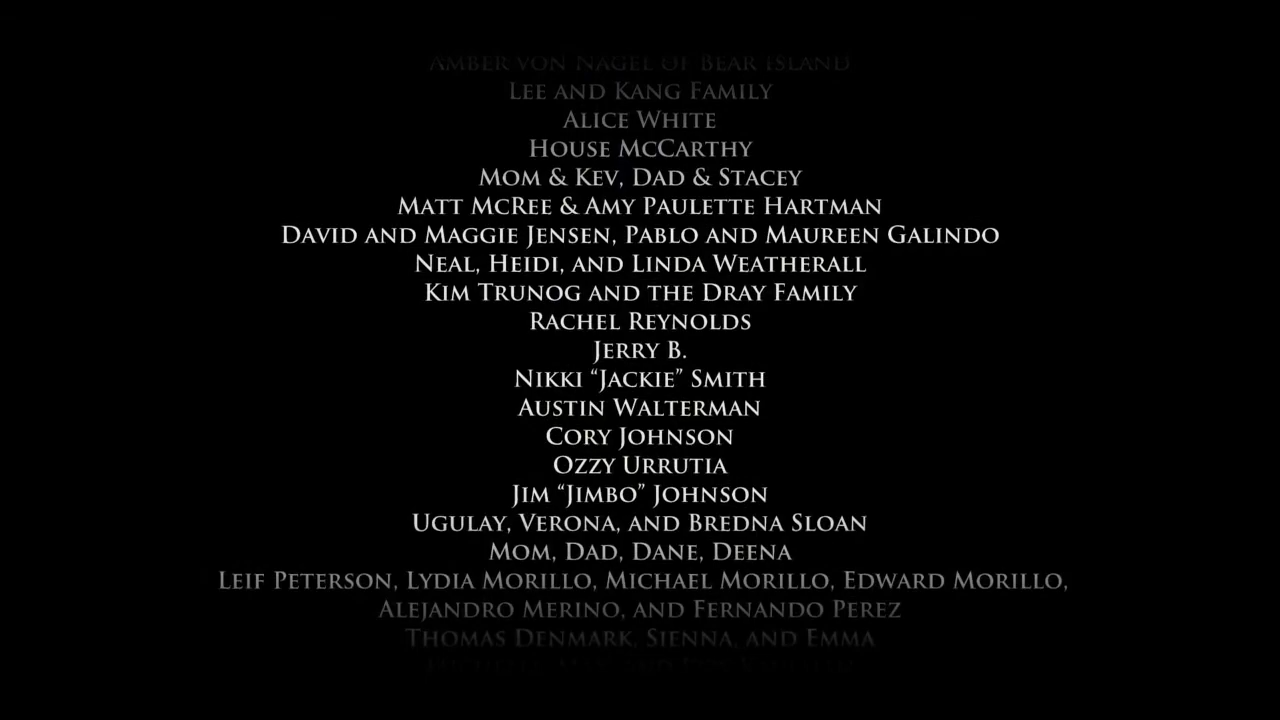 Amber von Nagel of Bear Island
Lee and Kang Family
Alice White
House McCarthy
Mom & Kev, Dad & Stacey
Matt McRee & Amy Paulette Hartman
David and Maggie Jensen, Pablo and Maureen Galindo
Neal, Heidi, and Linda Weatherall
Kim Trunog and the Dray Family
Rachel Reynolds
Jerry B.
Nikki “Jackie” Smith
Austin Walterman
Cory Johnson
Ozzy Urrutia
Jim “Jimbo” Johnson
Ugulay, Verona, and Bredna Sloan
Mom, Dad, Dane, Deena
Leif Peterson, Lydia Morillo, Michael Morillo, Edward Morillo,
Alejandro Merino, and Fernando Perez
Thomas Denmark, Sienna, and Emma